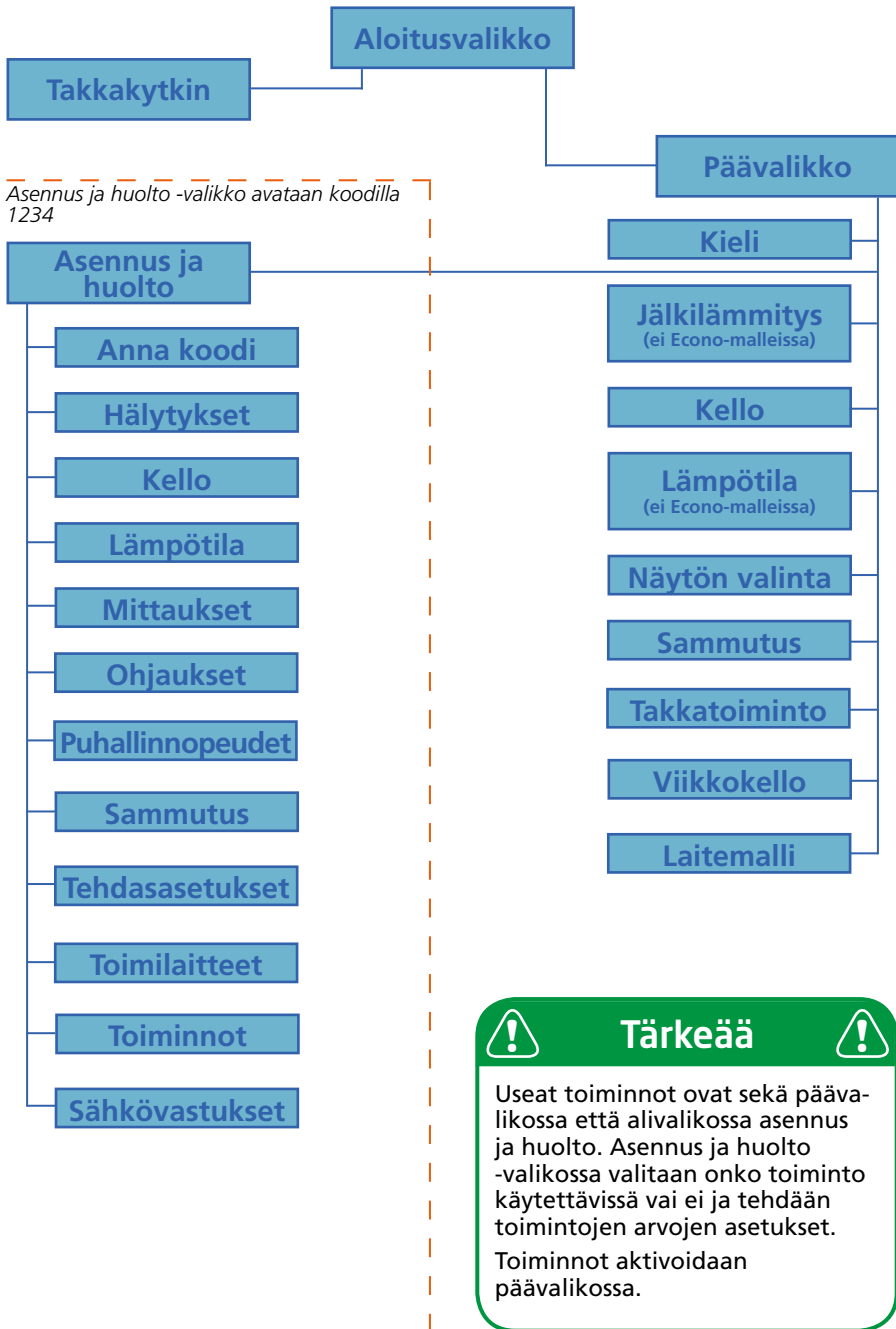 Aloitusvalikko
Takkakytkin
Päävalikko
Asennus ja huolto -valikko avataan koodilla
1234
Asennus ja
huolto
Anna koodi
Hälytykset
Kello
Lämpötila
Mittaukset
Ohjaukset
Puhallinnopeudet
Sammutus
Tehdasasetukset
Toimilaitteet
Toiminnot
Sähkövastukset
Kieli
Jälkilämmitys
(ei Econo-malleissa)
Kello
Lämpötila
(ei Econo-malleissa)
Näytön valinta
Sammutus
Takkatoiminto
Viikkokello
Laitemalli
Tärkeää
Useat toiminnot ovat sekä pääva-
likossa että alivalikossa asennus
ja huolto. Asennus ja huolto
-valikossa valitaan onko toiminto
käytettävissä vai ei ja tehdään
toimintojen arvojen asetukset.
Toiminnot aktivoidaan
päävalikossa.